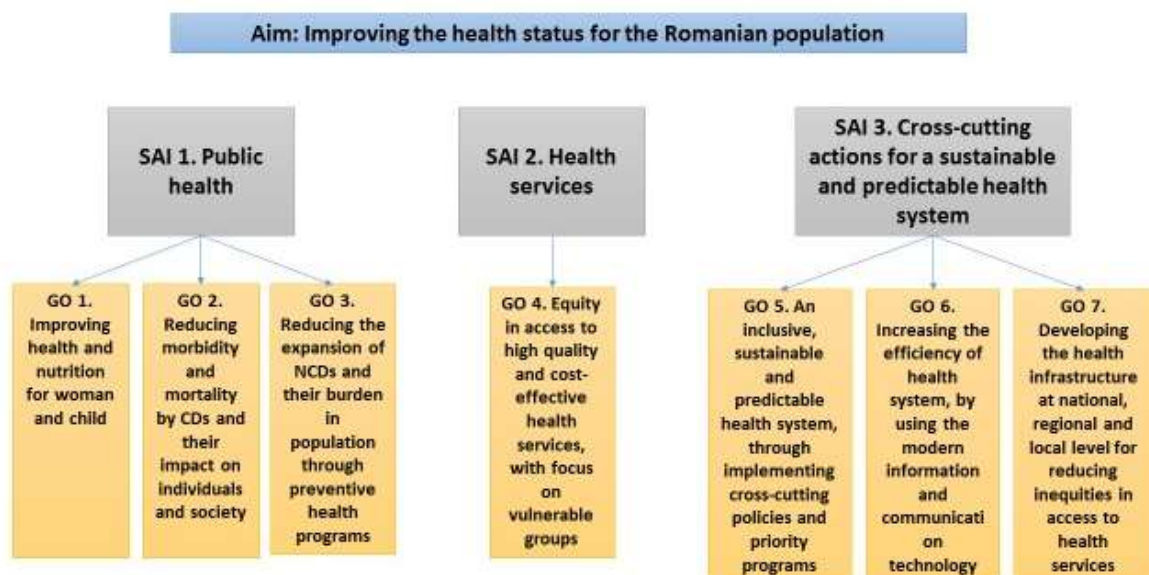 Aim: Improving the health status for the Romanian population
SAI 1. Public
health
SAI 2. Health
services
SAI 3. Cross-cutting
actions for a sustainable
and predictable health
system
GO 1.
Improving
health and
nutrition
for woman
and child
GO 2.
Reducing
morbidity
and
mortality
by CDs and
their
impact on
individuals
and society
GO 3.
Reducing the
expansion of
NCDs and
their burden
in
population
through
preventive
health
programs
GO 4. Equity
in access to
high quality
and cost-
effective
health
services,
with focus
on
vulnerable
groups
GO 5. An
inclusive,
sustainable
and
predictable
health system,
through
implementing
cross-cutting
policies and
priority
programs
GO 6.
Increasing the
efficiency of
health
system, by
using the
modern
information
and
communicati
on
technology
GO 7.
Developing
the health
infrastructure
at national,
regional and
local level for
reducing
inequities in
access to
health
services